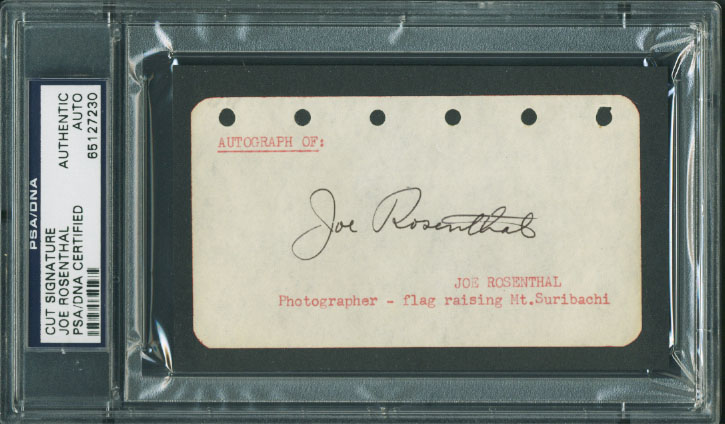 PSA/DNA
CUT SIGNATURE
JOE ROSENTHAL
PSA/DNA CERTIFIED
AUTHENTIC
AUTO
65127230
AUTOGRAPH OF:
Joe Rosenthal
JOE ROSENTHAL
Photographer - flag raising Mt.Suribachi